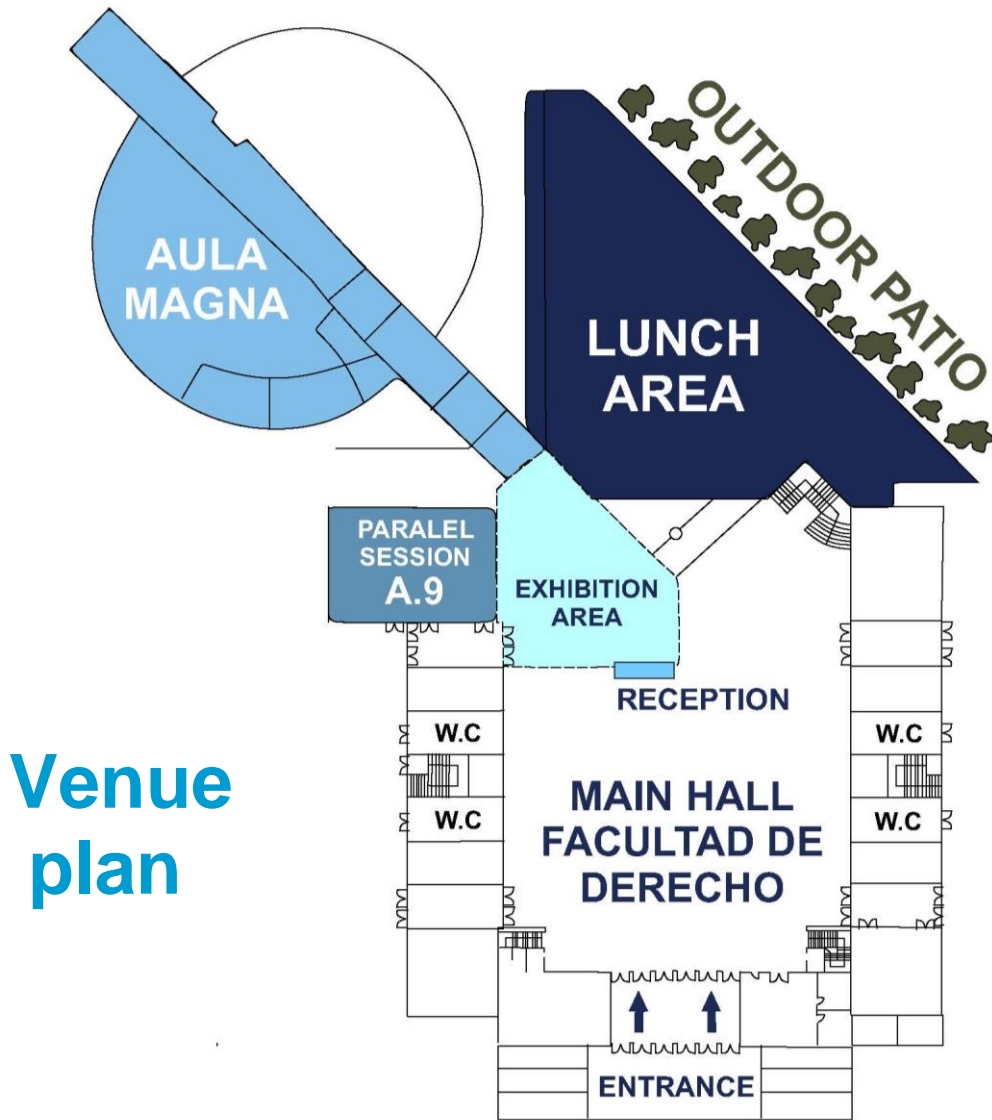 OUTDOOR PATIO
AULA
MAGNA
LUNCH
AREA
PARALEL
SESSION
A.9
EXHIBITION
AREA
RECEPTION
W.C
W.C
Venue
plan
MAIN HALL
FACULTAD DE
DERECHO
W.C
W.C
ENTRANCE